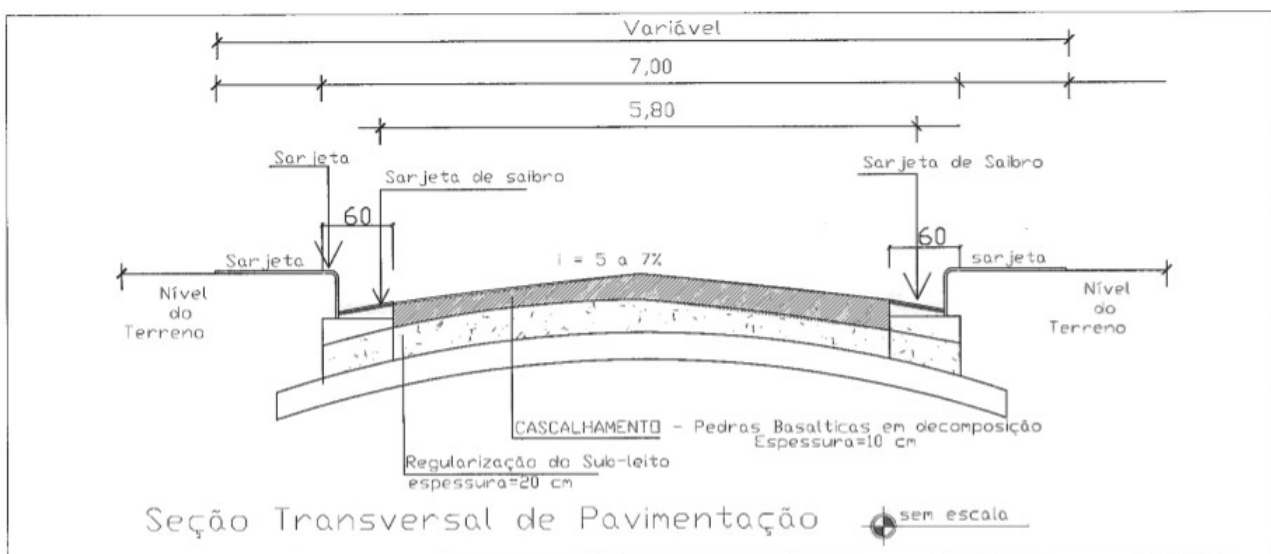 Variável
7,00
5,80
Sarjeta
Sarjeta de Saibro
Sarjeta de saibro
60
60
Sarjeta
i = 5 a 7%
sarjeta
Nível
do
Terreno
Nível
do
Terreno
CASCALHAMENTO - Pedras Basalticas em decomposição
Espessura=10 cm
Regularização do Sub-leito
espessura=20 cm
Seção Transversal de Pavimentação
sem escala